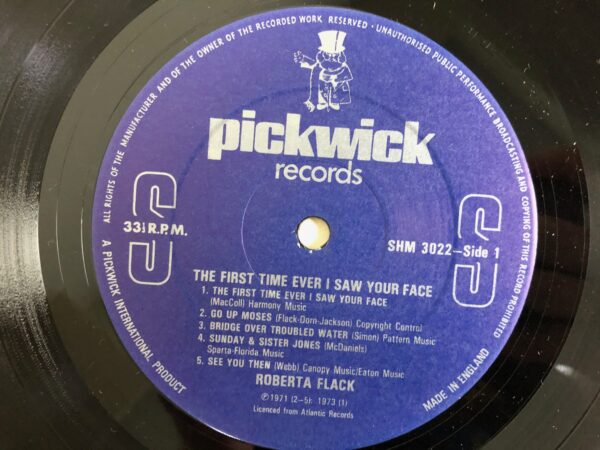 ALL RIGHTS OF THE MANUFACTURER AND OF THE OWNER OF THE RECORDED WORK RESERVED · UNAUTHORISED PUBLIC PERFORMANCE BROADCASTING AND COPYING OF THIS RECORD PROHIBITED
pickwick
records
33⅓ R.P.M.
SHM 3022–Side 1
THE FIRST TIME EVER I SAW YOUR FACE
1. THE FIRST TIME EVER I SAW YOUR FACE
(MacColl) Harmony Music
2. GO UP MOSES (Flack-Dorn-Jackson) Copyright Control
3. BRIDGE OVER TROUBLED WATER (Simon) Pattern Music
4. SUNDAY & SISTER JONES (McDaniels)
Sparta-Florida Music
5. SEE YOU THEN (Webb) Canopy Music/Eaton Music
ROBERTA FLACK
℗1971 (2–5): 1973 (1)
Licenced from Atlantic Records
A PICKWICK INTERNATIONAL PRODUCT
MADE IN ENGLAND